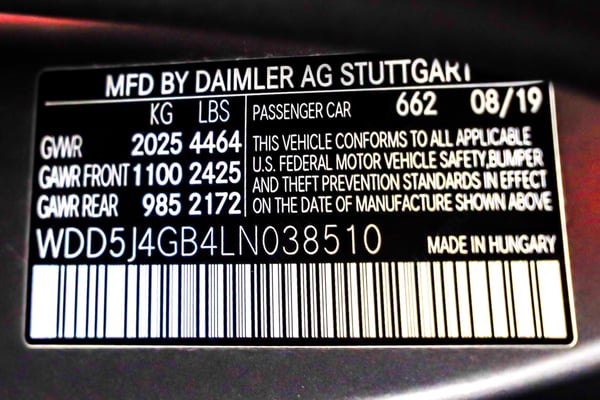 MFD BY DAIMLER AG STUTTGART
KG LBS
GVWR 2025 4464
GAWR FRONT 1100 2425
GAWR REAR 985 2172
PASSENGER CAR 662 08/19
THIS VEHICLE CONFORMS TO ALL APPLICABLE
U.S. FEDERAL MOTOR VEHICLE SAFETY,BUMPER
AND THEFT PREVENTION STANDARDS IN EFFECT
ON THE DATE OF MANUFACTURE SHOWN ABOVE
WDD5J4GB4LN038510
MADE IN HUNGARY